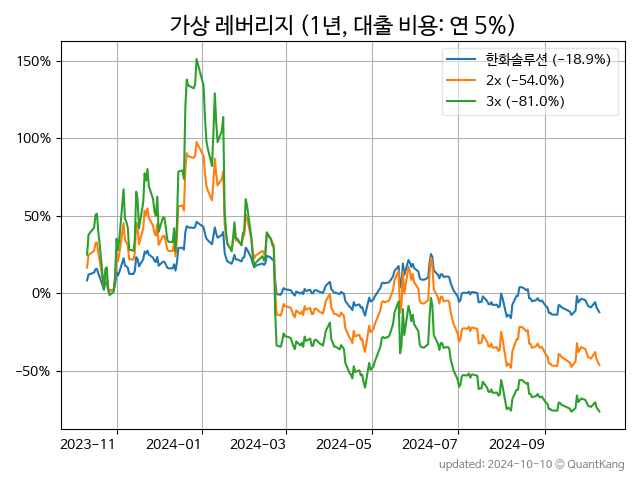 가상 레버리지 (1년, 대출 비용: 연 5%)
한화솔루션 (−18.9%)
2x (−54.0%)
3x (−81.0%)
150%
100%
50%
0%
−50%
2023-11
2024-01
2024-03
2024-05
2024-07
2024-09
updated: 2024-10-10 © QuantKang